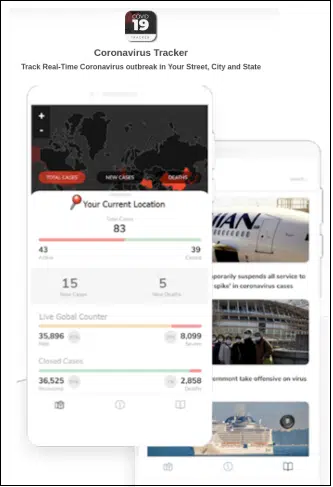 COVID
19
TRACKER
Coronavirus Tracker
Track Real-Time Coronavirus outbreak in Your Street, City and State
+
-
TOTAL CASES
NEW CASES
DEATHS
Your Current Location
Total Cases
83
43
39
Active
Closed
15
5
New Cases
New Deaths
Live Gobal Counter
35,896
8,099
Mild
Severe
Closed Cases
36,525
2,858
Recovered
Deaths
porarily suspends all service to
spike' in coronavirus cases
ernment take offensive on virus